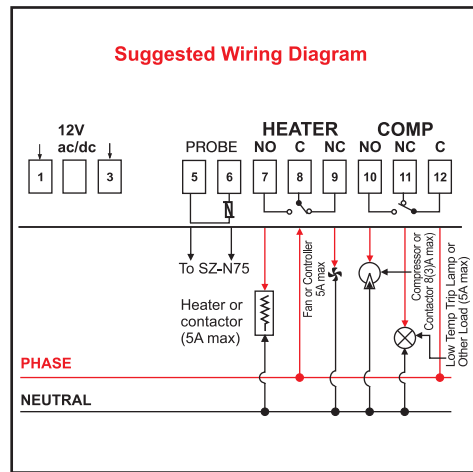 Suggested Wiring Diagram
12V
ac/dc
PROBE
HEATER
NO C NC
COMP
NO NC C
1 3 5 6 7 8 9 10 11 12
To SZ-N75
Heater or
contactor
(5A max)
Fan or Controller
5A max
Compressor or
Contactor 8(3)A max)
Low Temp Trip Lamp or
Other Load (5A max)
PHASE
NEUTRAL